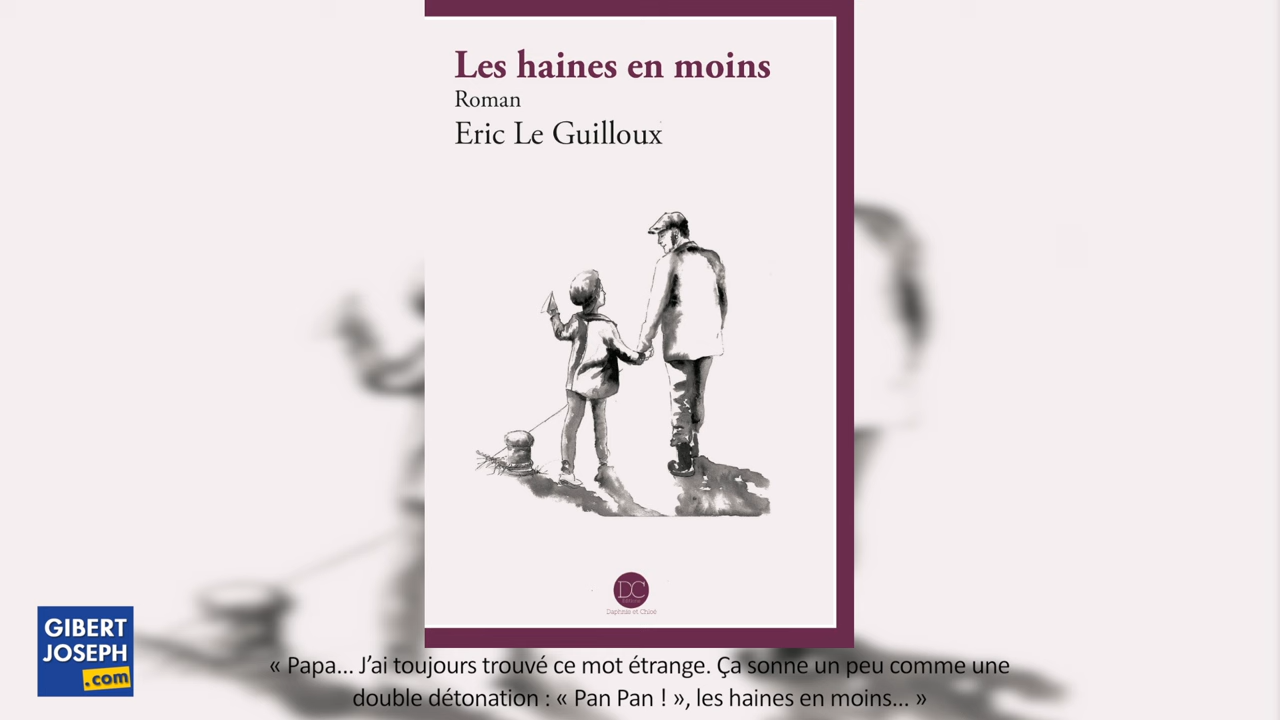 Les haines en moins
Roman
Eric Le Guilloux
DC
Editions
Daphnis et Chloé
GIBERT
JOSEPH
.com
« Papa... J'ai toujours trouvé ce mot étrange. Ça sonne un peu comme une
double détonation : « Pan Pan ! », les haines en moins... »